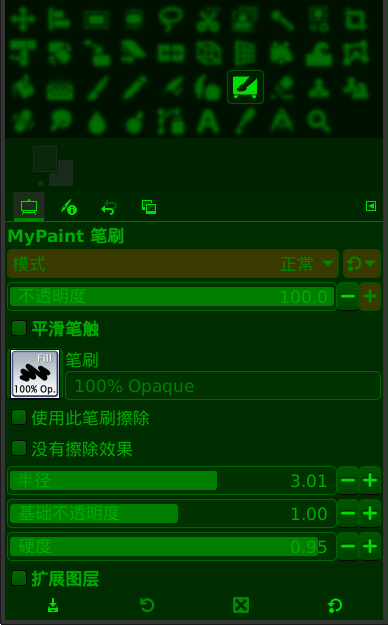 MyPaint 笔刷
模式 正常
不透明度 100.0
平滑笔触
Fill
100% Op.
笔刷
100% Opaque
使用此笔刷擦除
没有擦除效果
半径 3.01
基础不透明度 1.00
硬度 0.95
扩展图层